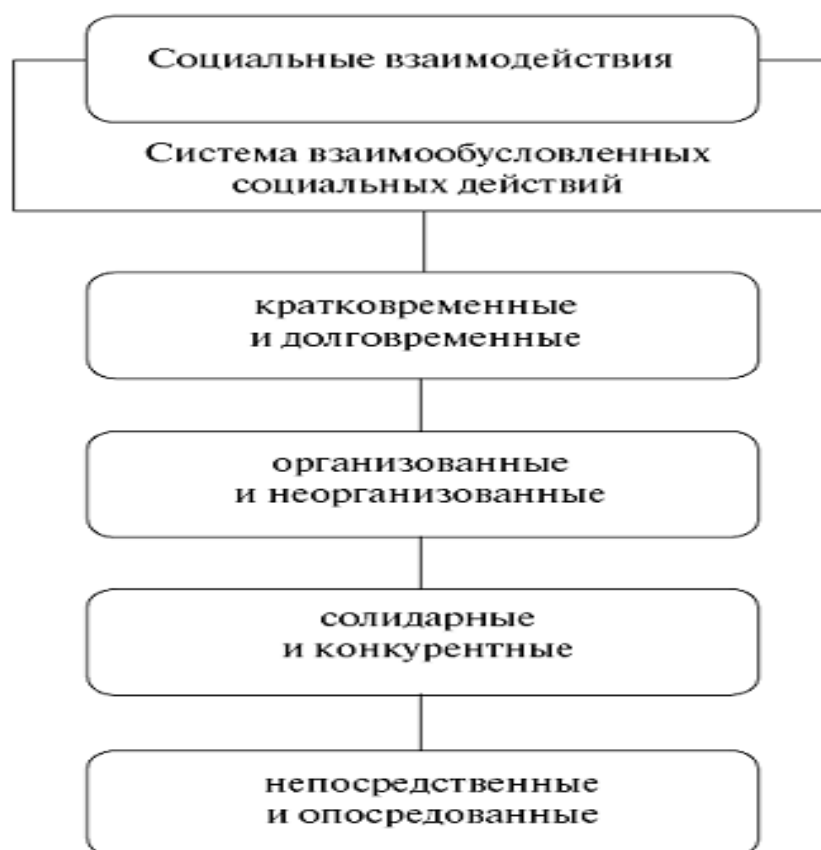 Социальные взаимодействия
Система взаимообусловленных
социальных действий
кратковременные
и долговременные
организованные
и неорганизованные
солидарные
и конкурентные
непосредственные
и опосредованные